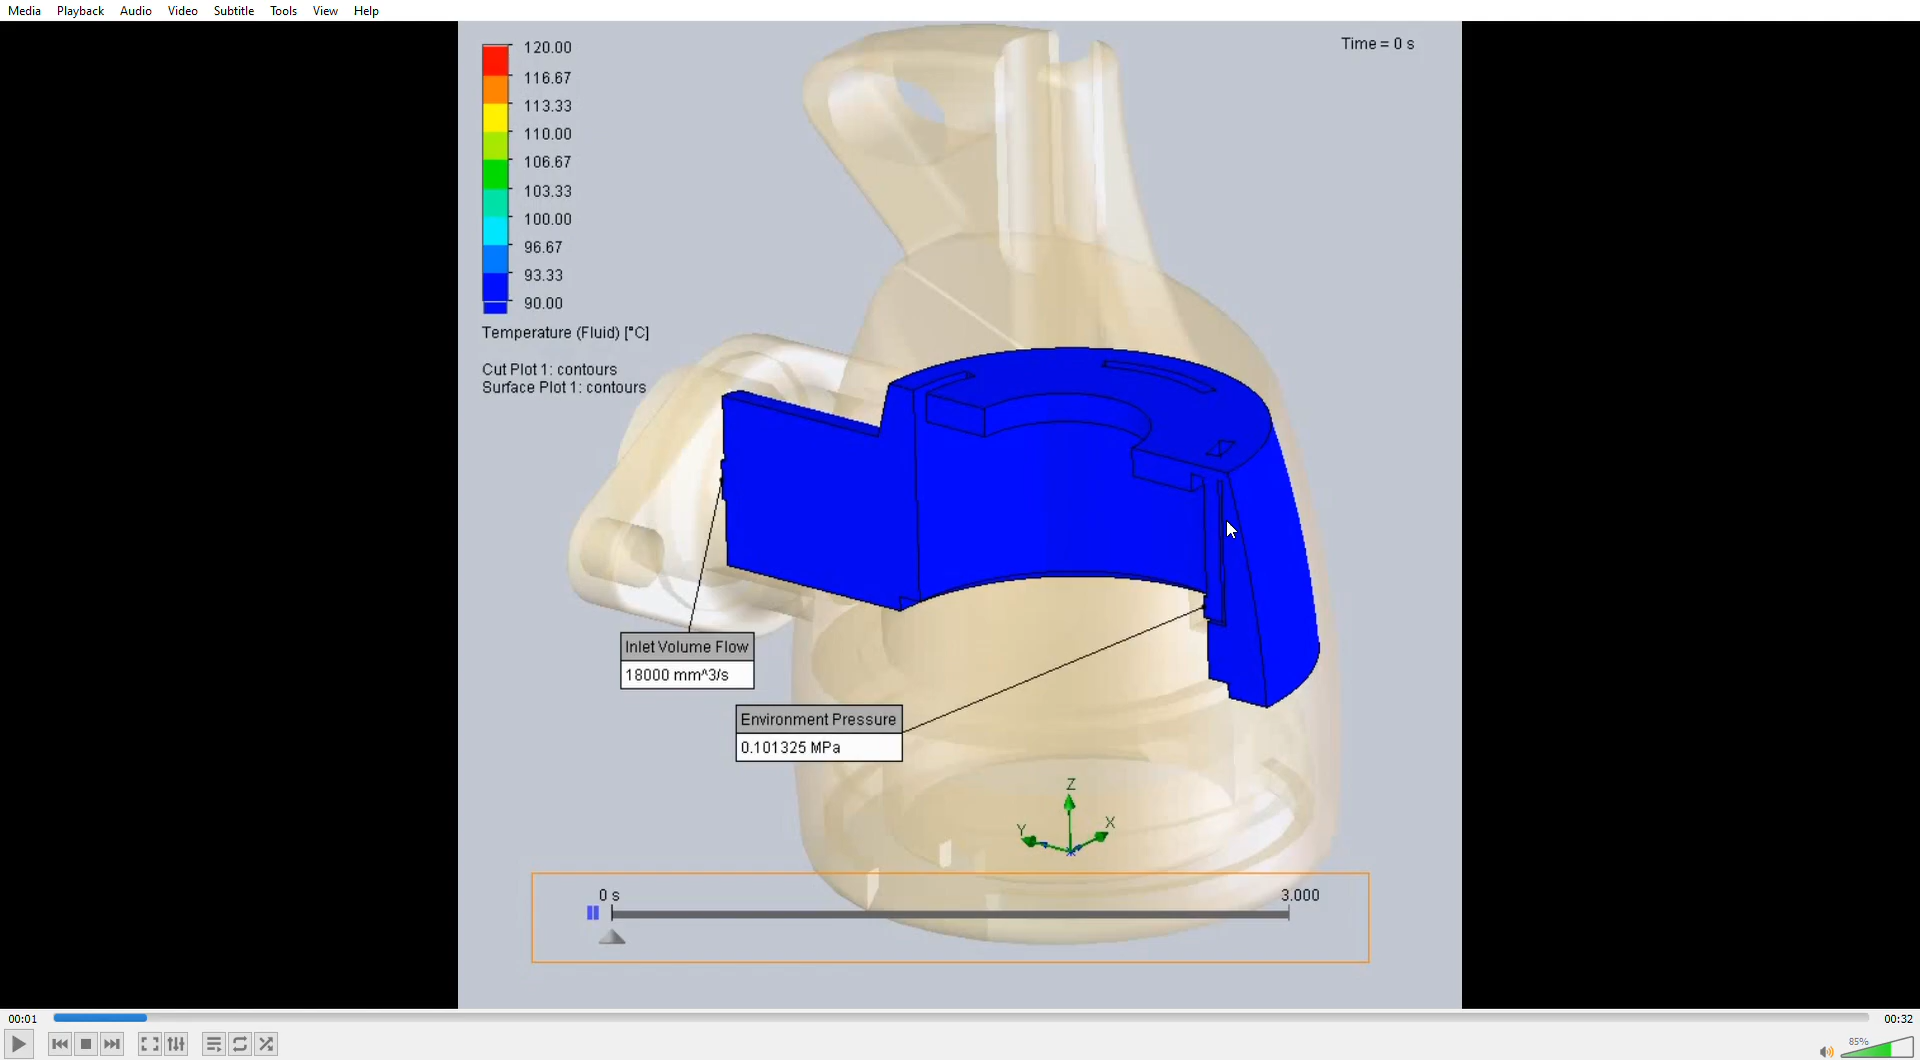 Media Playback Audio Video Subtitle Tools View Help
Time = 0 s
120.00
116.67
113.33
110.00
106.67
103.33
100.00
96.67
93.33
90.00
Temperature (Fluid) [°C]
Cut Plot 1: contours
Surface Plot 1: contours
Inlet Volume Flow
18000 mm^3/s
Environment Pressure
0.101325 MPa
Z
Y
X
0 s
3.000
00:01
00:32
85%